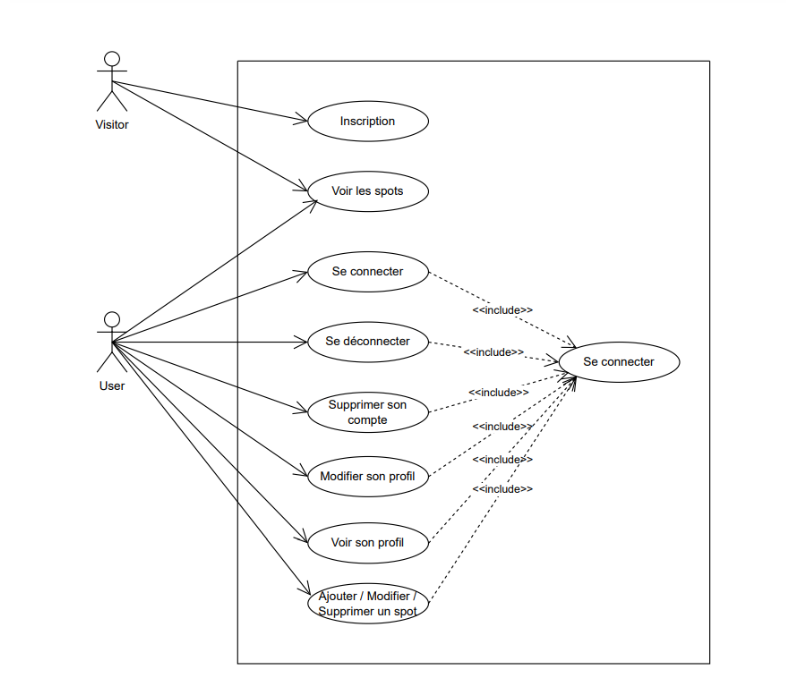 Inscription
Visitor
Voir les spots
Se connecter
<<include>>
Se déconnecter
<<include>>
Se connecter
User
<<include>>
Supprimer son
compte
<<include>>
Modifier son profil
<<include>>
<<include>>
Voir son profil
Ajouter / Modifier /
Supprimer un spot